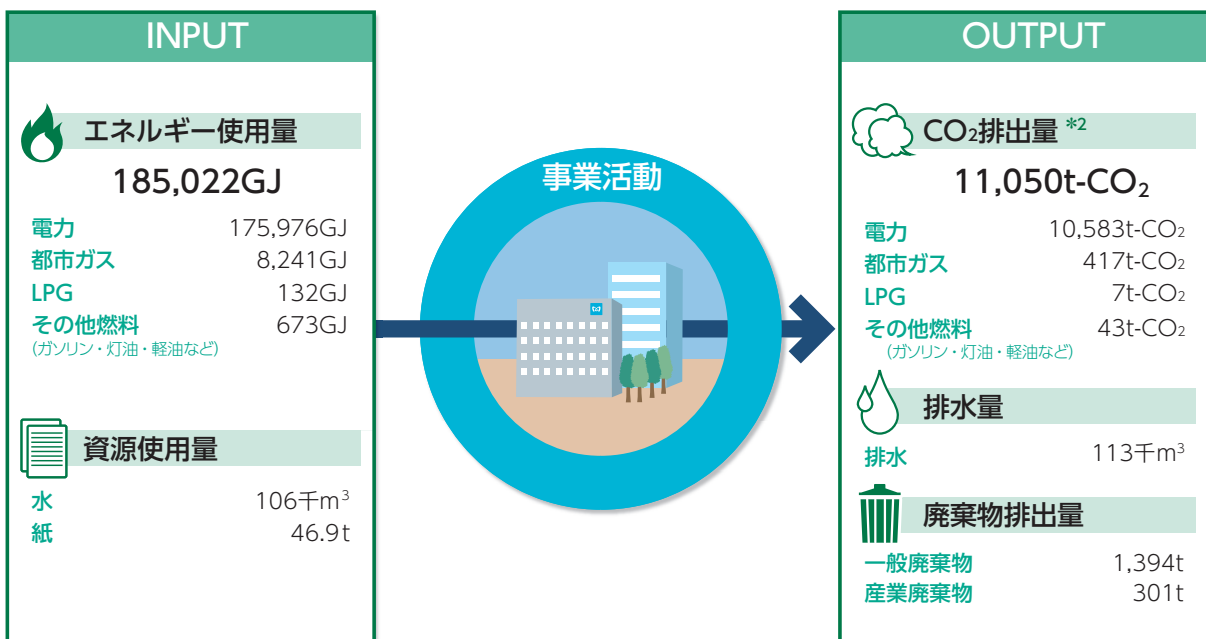 INPUT
エネルギー使用量
185,022GJ
電力 175,976GJ
都市ガス 8,241GJ
LPG 132GJ
その他燃料 673GJ
(ガソリン・灯油・軽油など)
資源使用量
水 106千m³
紙 46.9t
事業活動
OUTPUT
CO₂排出量 *2
11,050t-CO₂
電力 10,583t-CO₂
都市ガス 417t-CO₂
LPG 7t-CO₂
その他燃料 43t-CO₂
(ガソリン・灯油・軽油など)
排水量
排水 113千m³
廃棄物排出量
一般廃棄物 1,394t
産業廃棄物 301t